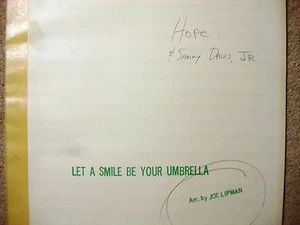 Hope
& Sammy Davis, Jr
LET A SMILE BE YOUR UMBRELLA
Arr. by JOE LIPMAN